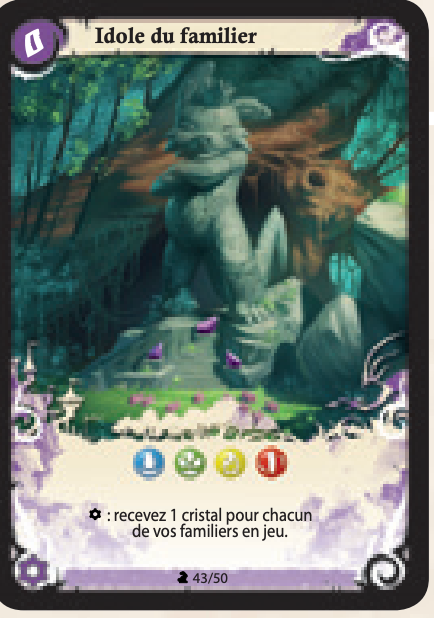 Idole du familier
: recevez 1 cristal pour chacun
de vos familiers en jeu.
43/50